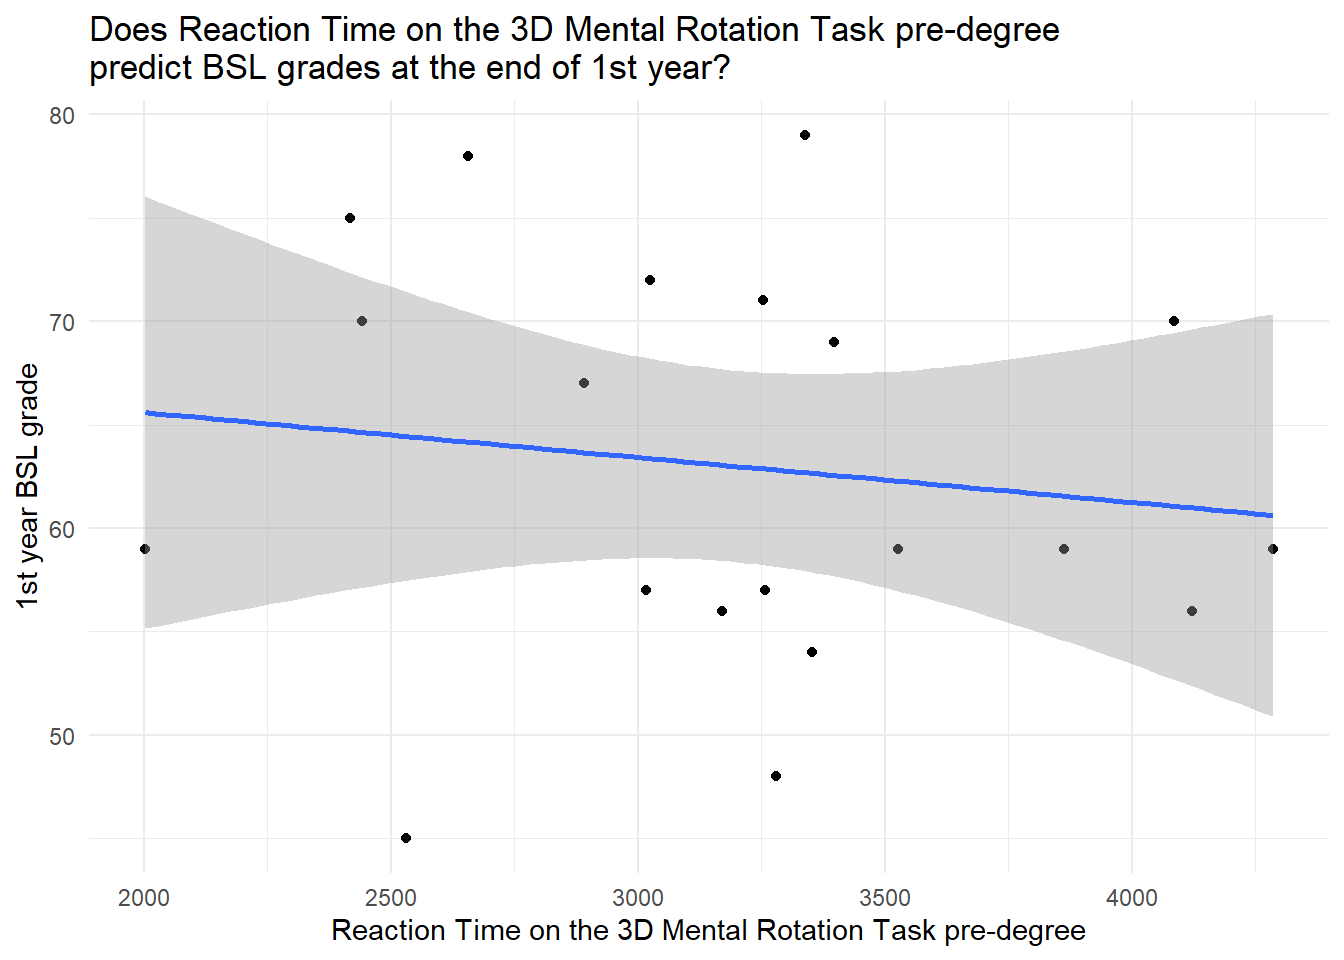 Does Reaction Time on the 3D Mental Rotation Task pre-degree
predict BSL grades at the end of 1st year?
80
70
60
50
1st year BSL grade
2000 2500 3000 3500 4000
Reaction Time on the 3D Mental Rotation Task pre-degree